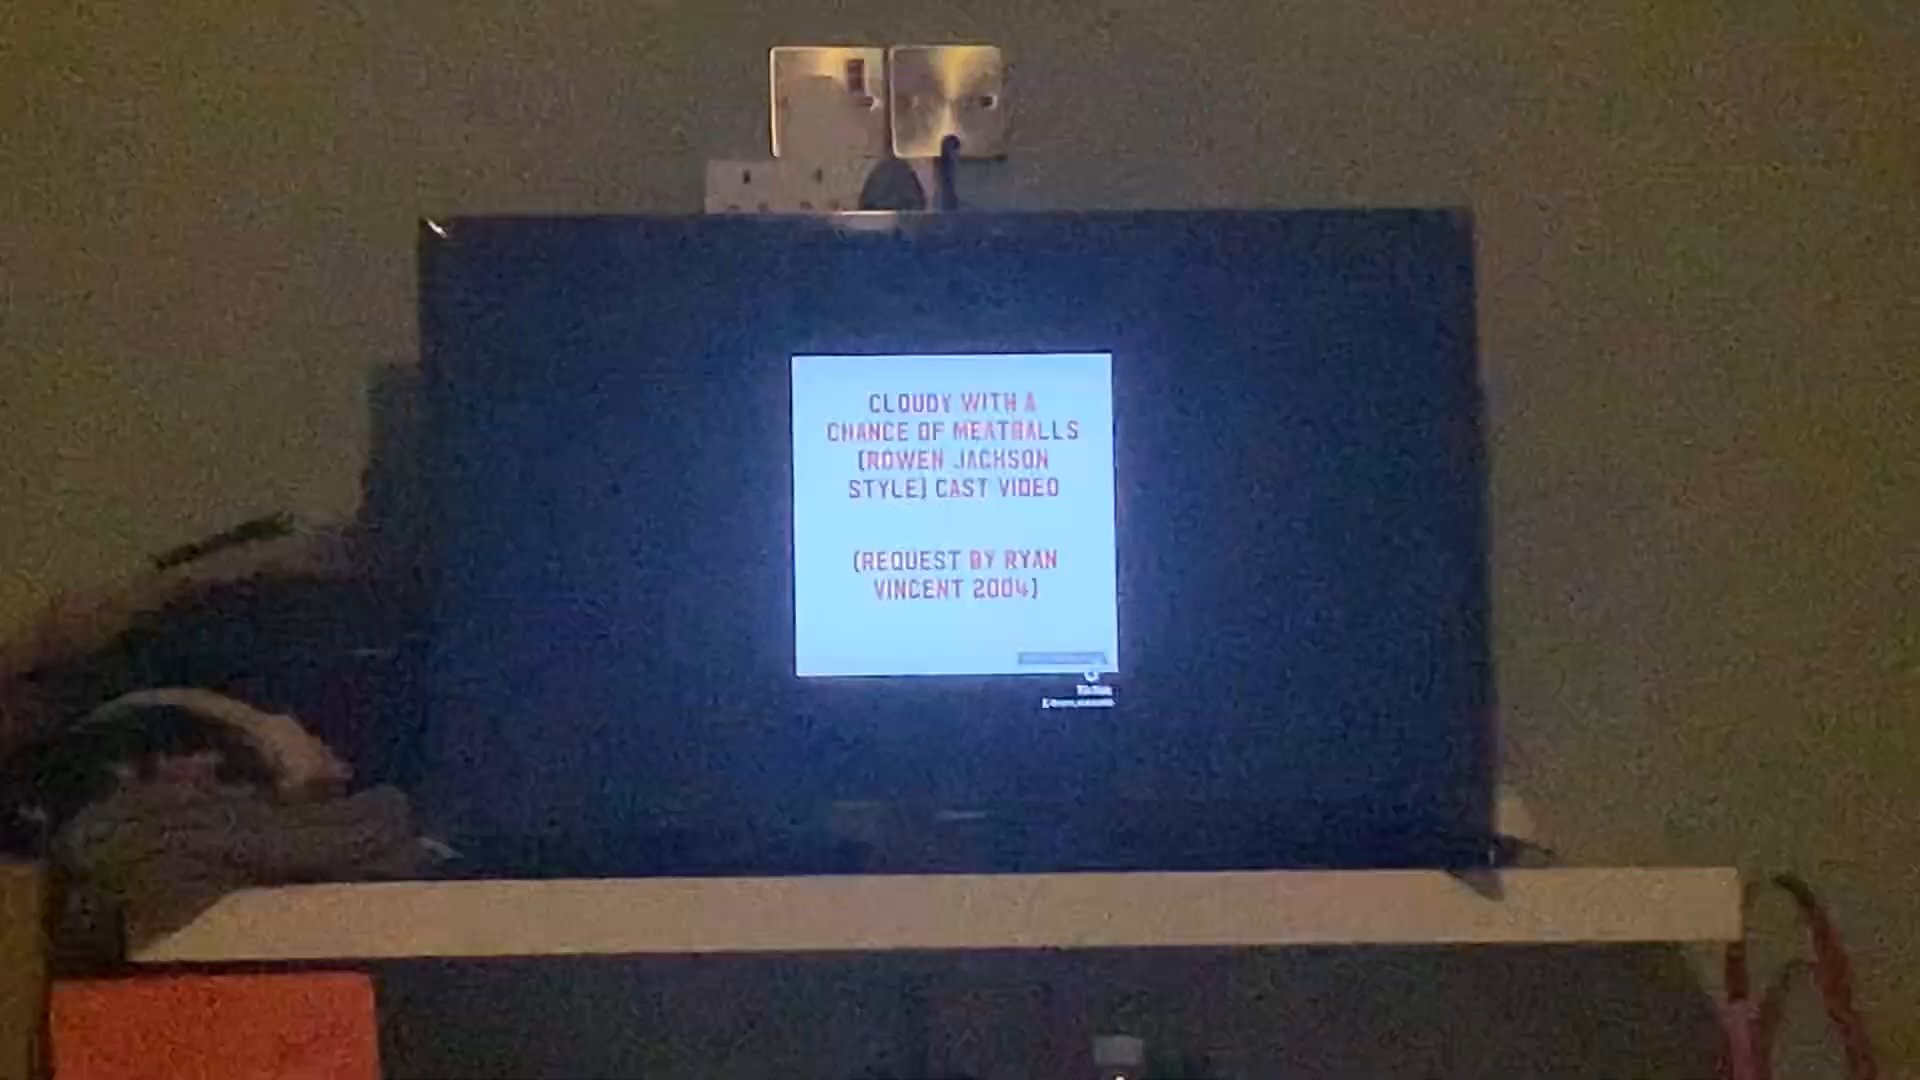 CLOUDY WITH A
CHANCE OF MEATBALLS
(ROWEN JACKSON
STYLE) CAST VIDEO
(REQUEST BY RYAN
VINCENT 2004)
TikTok